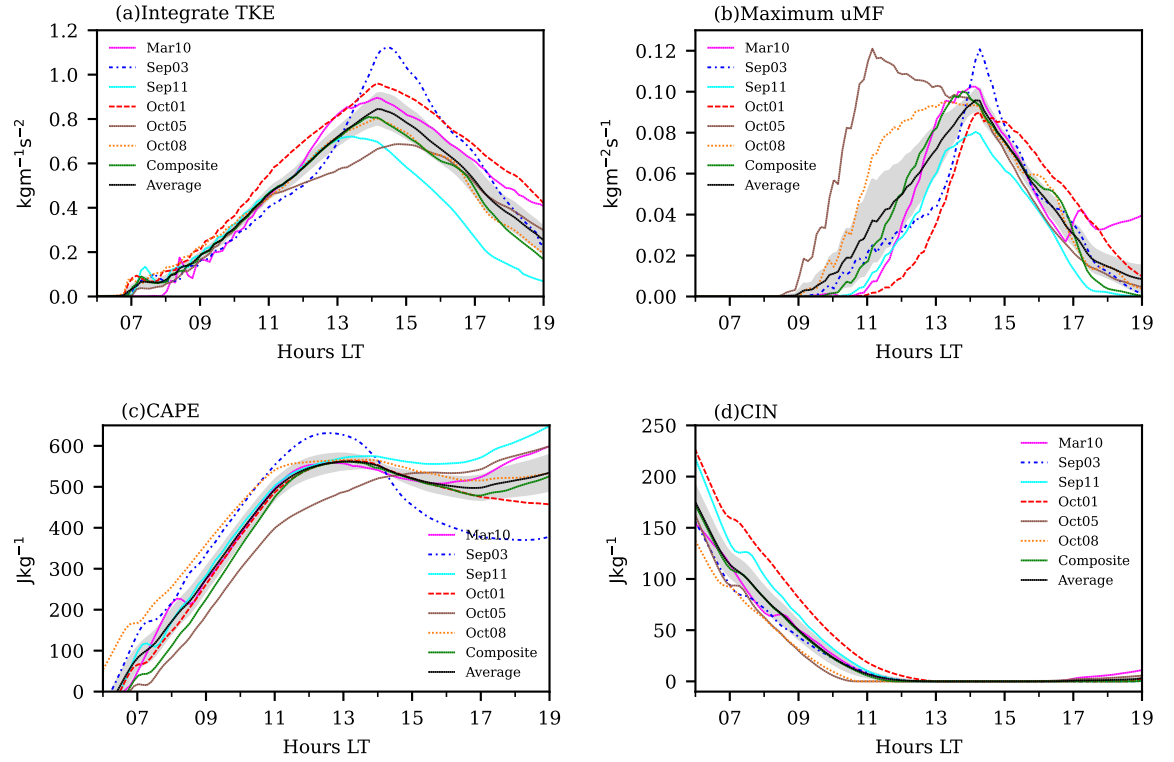 (a)Integrate TKE
1.2
1.0
0.8
0.6
0.4
0.2
0.0
kgm⁻¹s⁻²
Mar10
Sep03
Sep11
Oct01
Oct05
Oct08
Composite
Average
07 09 11 13 15 17 19
Hours LT
(b)Maximum uMF
0.12
0.10
0.08
0.06
0.04
0.02
0.00
kgm⁻²s⁻¹
Mar10
Sep03
Sep11
Oct01
Oct05
Oct08
Composite
Average
07 09 11 13 15 17 19
Hours LT
(c)CAPE
600
500
400
300
200
100
0
Jkg⁻¹
Mar10
Sep03
Sep11
Oct01
Oct05
Oct08
Composite
Average
07 09 11 13 15 17 19
Hours LT
(d)CIN
250
200
150
100
50
0
Jkg⁻¹
Mar10
Sep03
Sep11
Oct01
Oct05
Oct08
Composite
Average
07 09 11 13 15 17 19
Hours LT